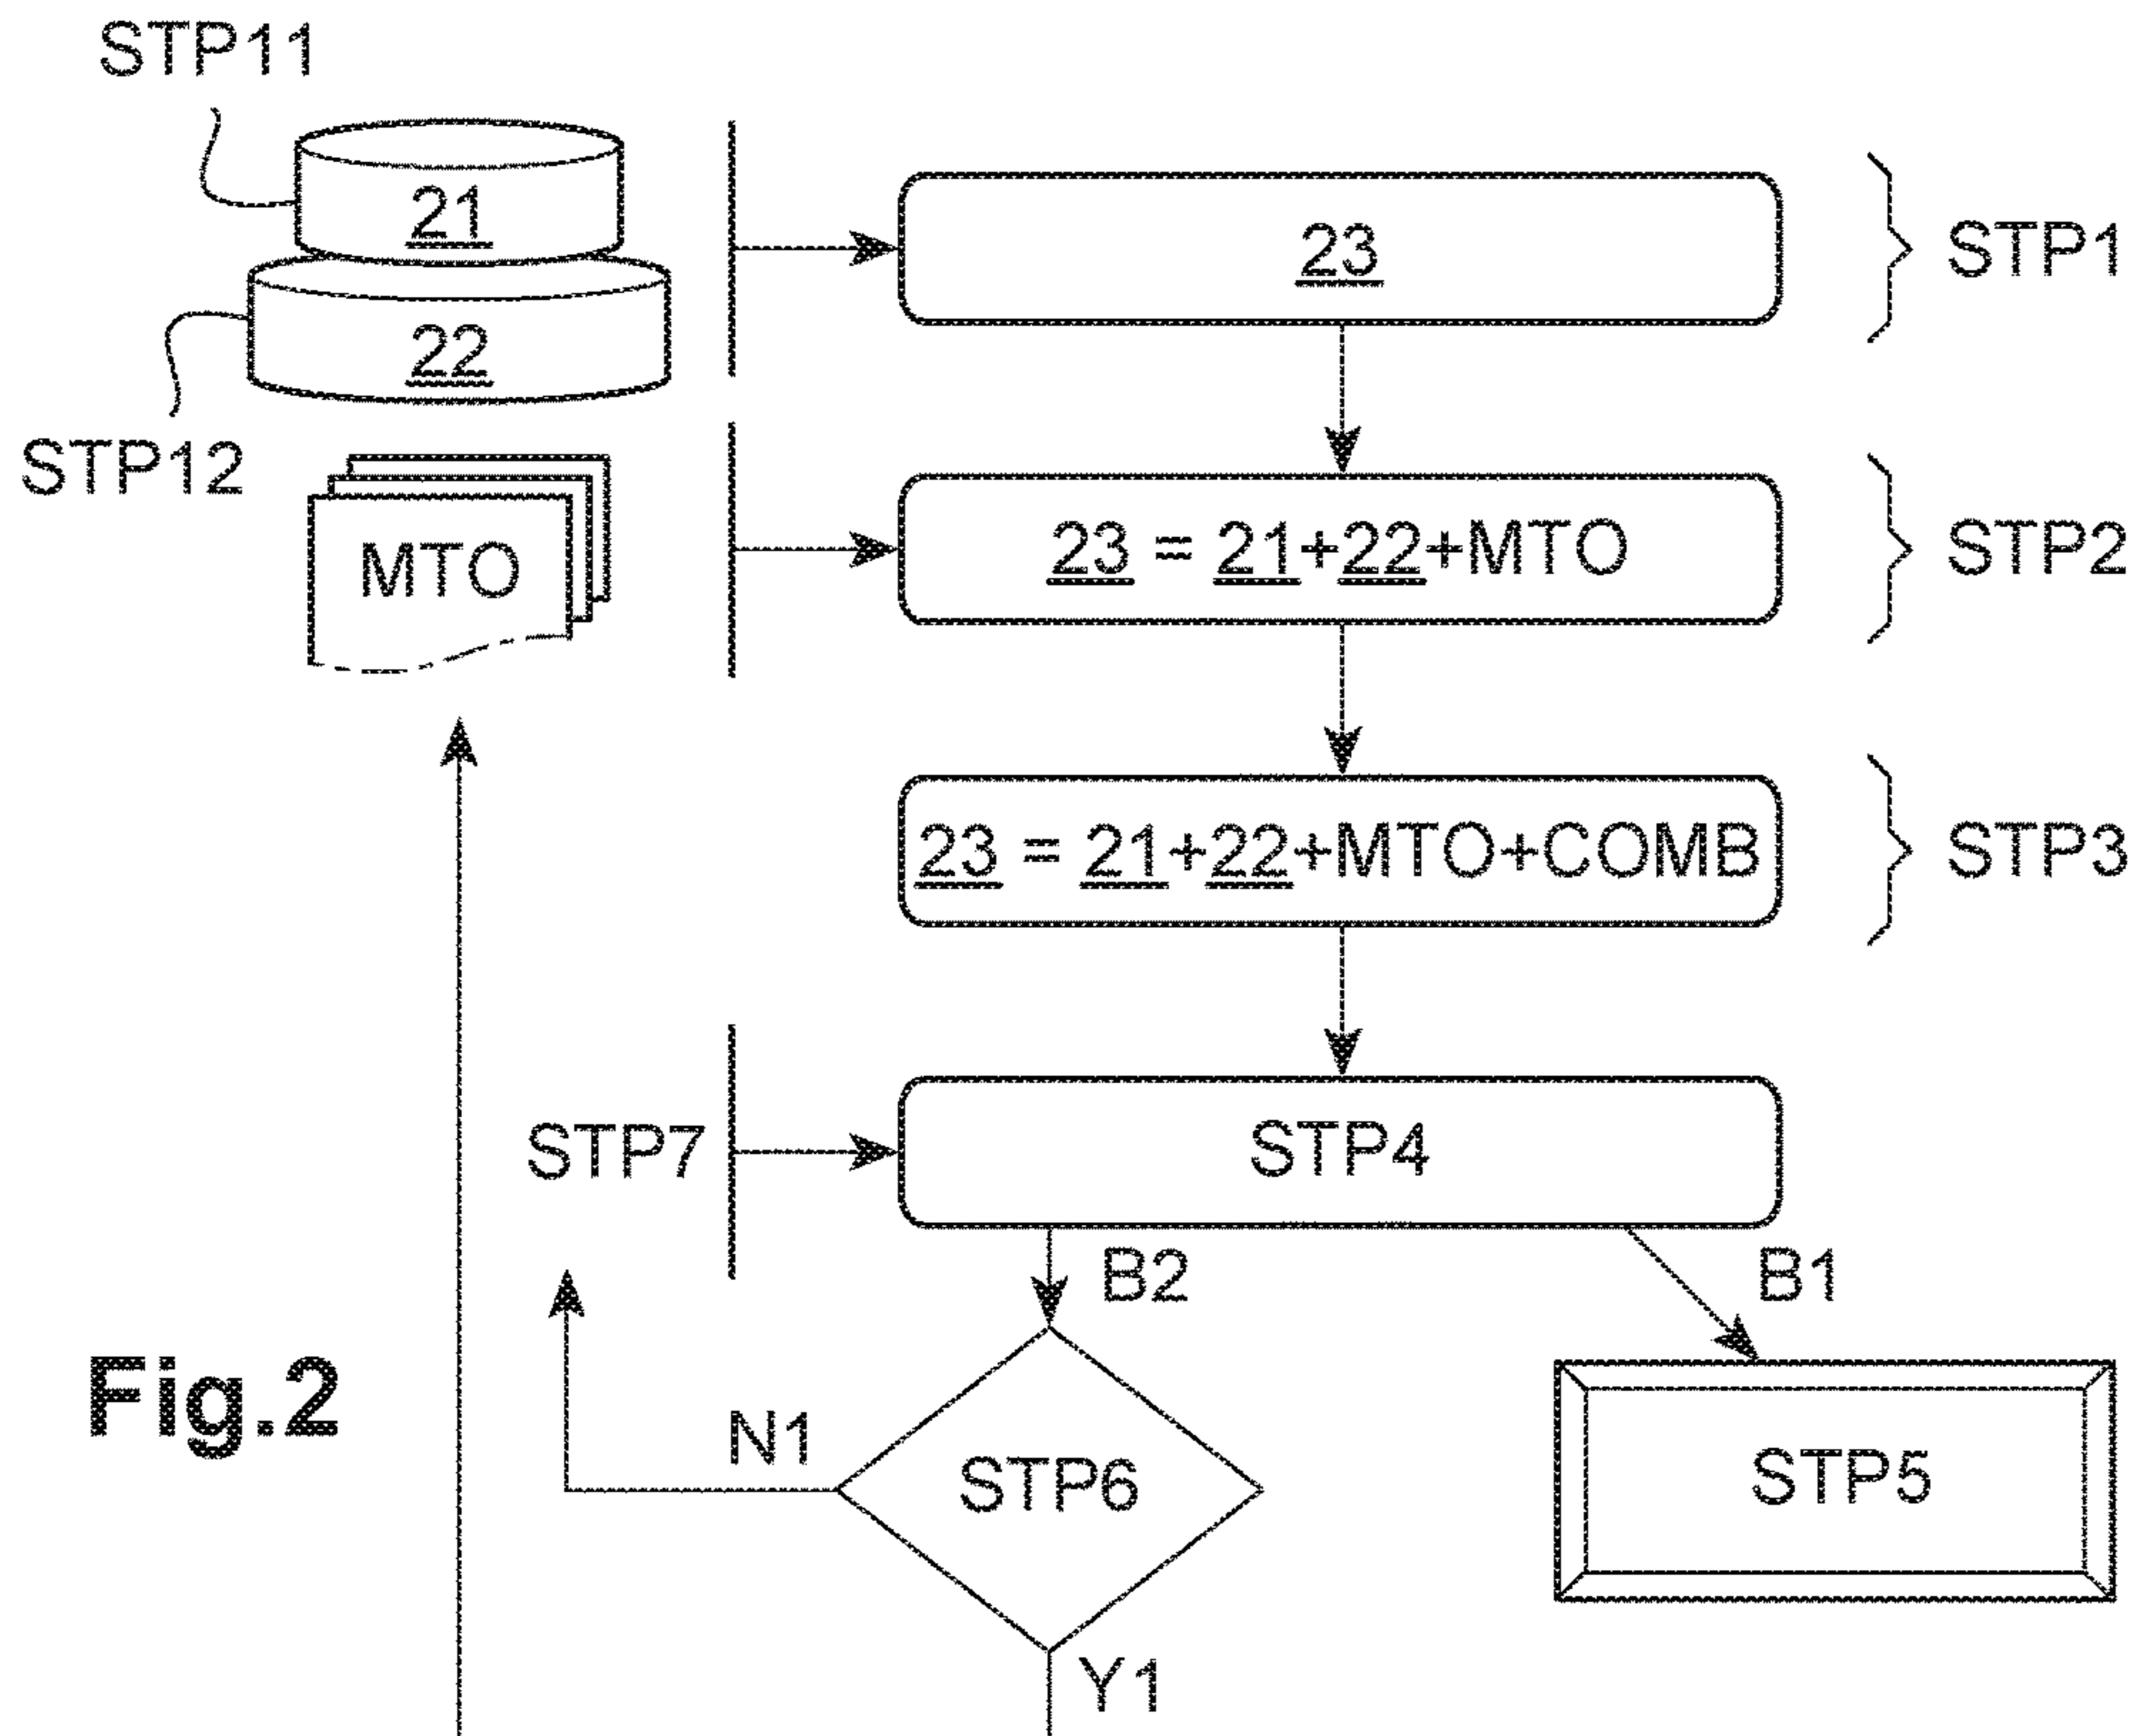 STP11
21
23
STP1
22
STP12
MTO
23 = 21+22+MTO
STP2
23 = 21+22+MTO+COMB
STP3
STP7
STP4
B2
B1
Fig.2
N1
STP6
STP5
Y1